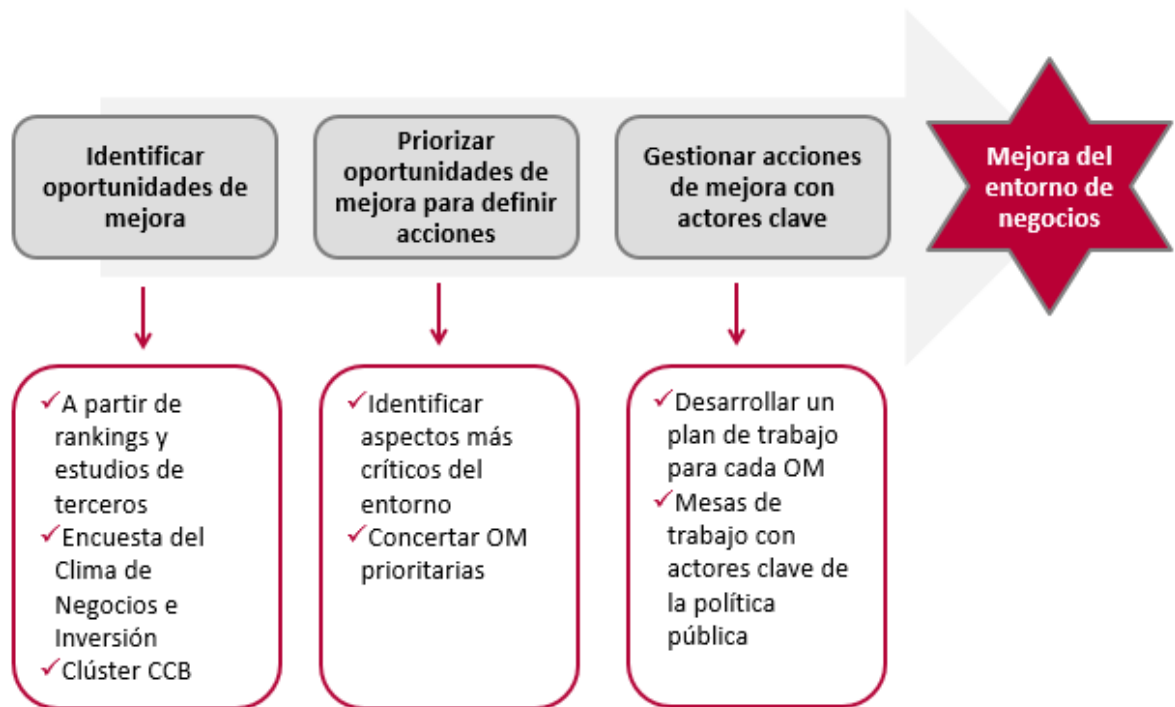 Identificar
oportunidades de
mejora
Priorizar
oportunidades de
mejora para definir
acciones
Gestionar acciones
de mejora con
actores clave
Mejora del
entorno de
negocios
✓A partir de
rankings y
estudios de
terceros
✓Encuesta del
Clima de
Negocios e
Inversión
✓Clúster CCB
✓Identificar
aspectos más
críticos del
entorno
✓Concertar OM
prioritarias
✓Desarrollar un
plan de trabajo
para cada OM
✓Mesas de
trabajo con
actores clave de
la política
pública